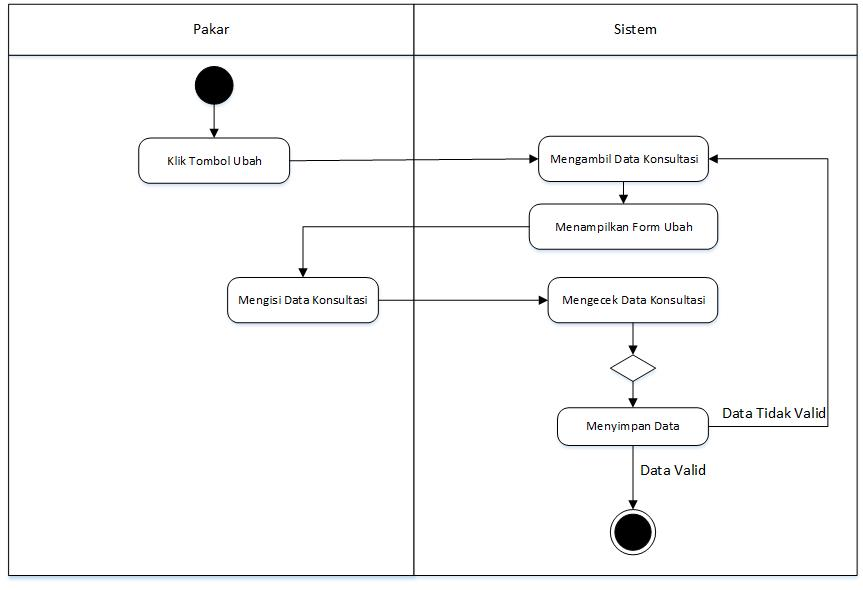 Pakar
Sistem
Klik Tombol Ubah
Mengambil Data Konsultasi
Menampilkan Form Ubah
Mengisi Data Konsultasi
Mengecek Data Konsultasi
Data Tidak Valid
Menyimpan Data
Data Valid